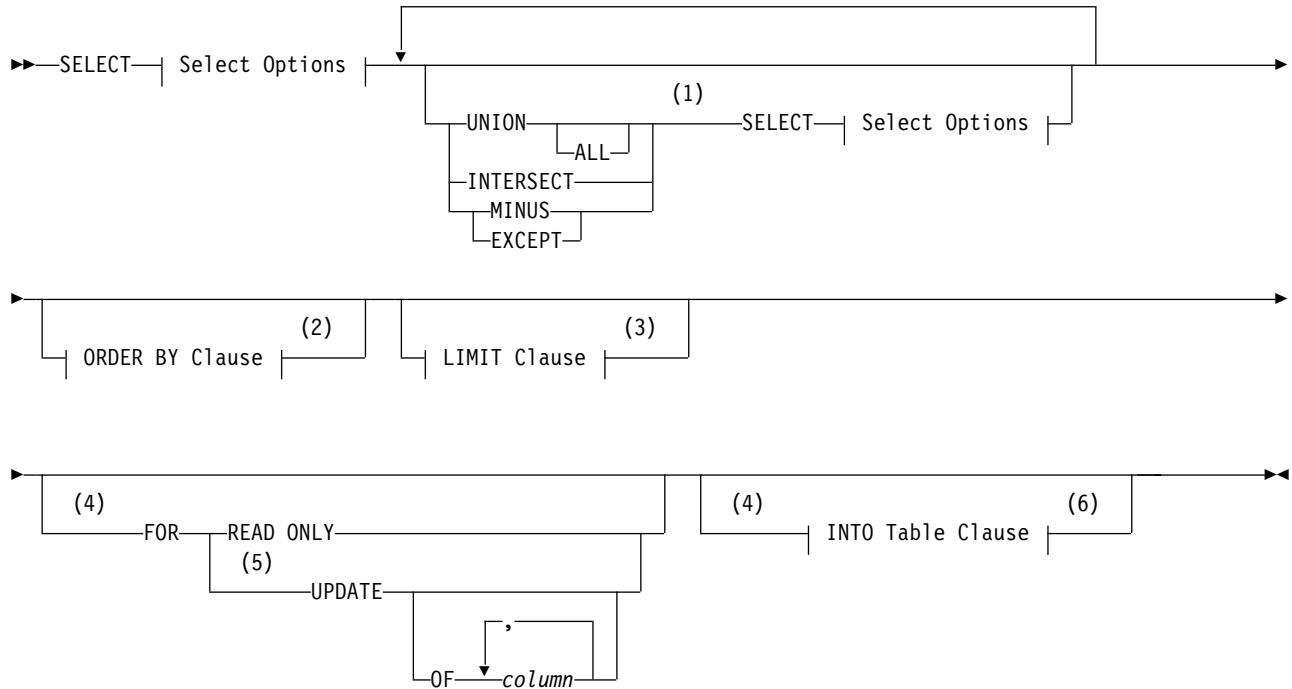 SELECT Select Options
(1)
UNION SELECT Select Options
ALL
INTERSECT
MINUS
EXCEPT
(2) (3)
ORDER BY Clause LIMIT Clause
(4) (4) (6)
FOR READ ONLY INTO Table Clause
(5)
UPDATE
,
OF column